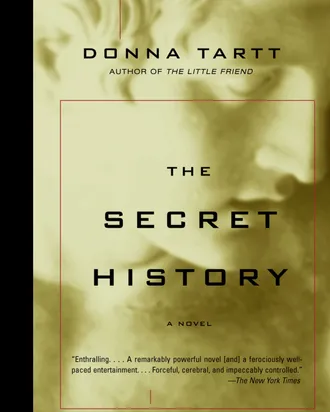 DONNA TARTT
AUTHOR OF THE LITTLE FRIEND
THE
SECRET
HISTORY
A NOVEL
"Enthralling. . . . A remarkably powerful novel [and] a ferociously well-
paced entertainment. . . . Forceful, cerebral, and impeccably controlled."
—The New York Times